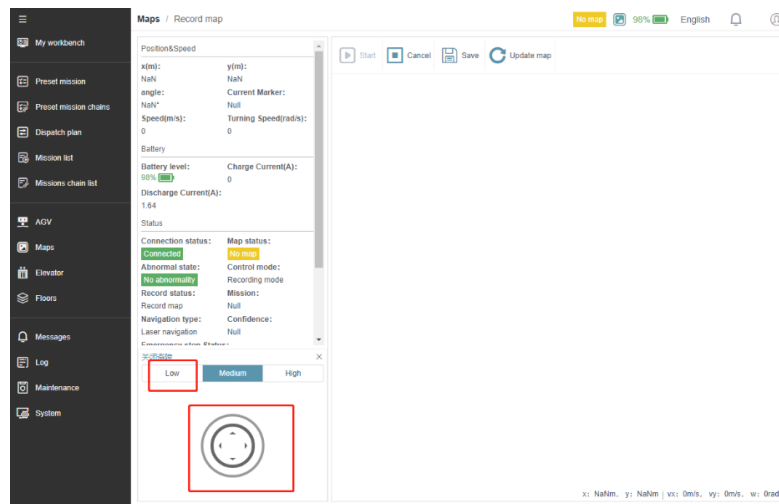 Maps / Record map
No map
98%
English
My workbench
Preset mission
Preset mission chains
Dispatch plan
Mission list
Missions chain list
AGV
Maps
Elevator
Floors
Messages
Log
Maintenance
System
Position&Speed
x(m): y(m):
NaN NaN
angle: Current Marker:
NaN° Null
Speed(m/s): Turning Speed(rad/s):
0 0
Battery
Battery level: Charge Current(A):
98% 0
Discharge Current(A):
1.64
Status
Connection status: Map status:
Connected No map
Abnormal state: Control mode:
No abnormality Recording mode
Record status: Mission:
Record map Null
Navigation type: Confidence:
Laser navigation Null
Emergence stop Status:
Low Medium High
Start Cancel Save Update map
x: NaNm, y: NaNm | vx: 0m/s, vy: 0m/s, w: 0rad